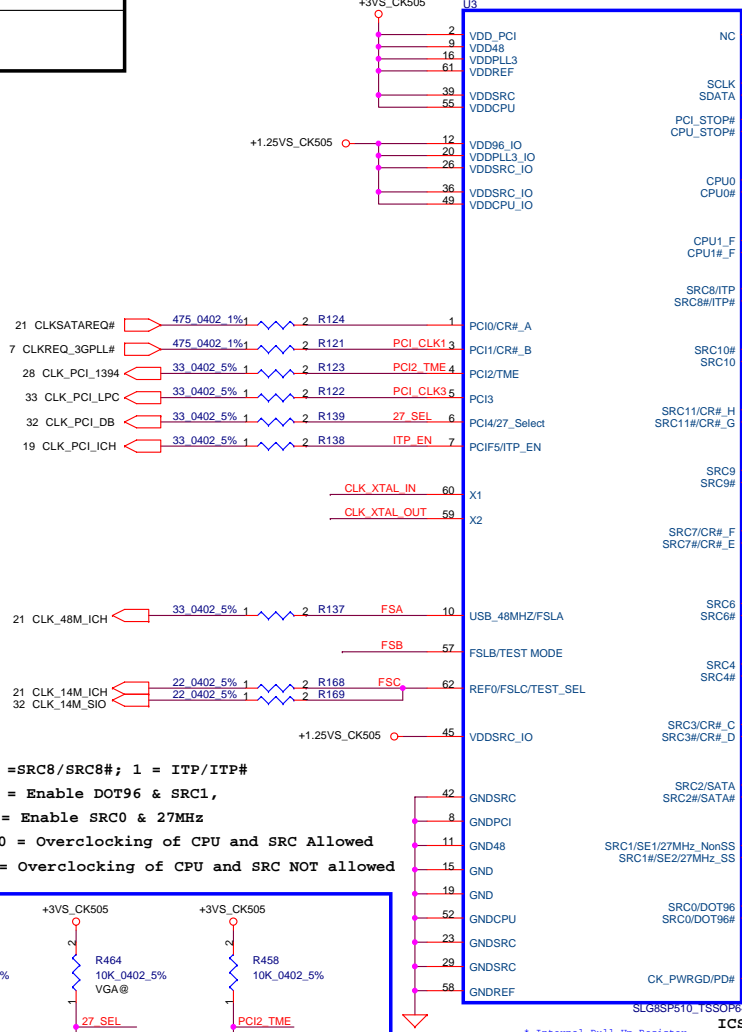 +3VS_CK505
U3
2 VDD_PCI NC
9 VDD48
16 VDDPLL3
61 VDDREF
39 VDDSRC SCLK
55 VDDCPU SDATA
PCI_STOP#
CPU_STOP#
+1.25VS_CK505 12 VDD96_IO
20 VDDPLL3_IO
26 VDDSRC_IO
36 VDDSRC_IO CPU0
49 VDDCPU_IO CPU0#
CPU1_F
CPU1#_F
SRC8/ITP
SRC8#/ITP#
21 CLKSATAREQ# 475_0402_1% 1 2 R124 1 PCI0/CR#_A
7 CLKREQ_3GPLL# 475_0402_1% 1 2 R121 PCI_CLK1 3 PCI1/CR#_B SRC10#
SRC10
28 CLK_PCI_1394 33_0402_5% 1 2 R123 PCI2_TME 4 PCI2/TME
33 CLK_PCI_LPC 33_0402_5% 1 2 R122 PCI_CLK3 5 PCI3
SRC11/CR#_H
32 CLK_PCI_DB 33_0402_5% 1 2 R139 27_SEL 6 PCI4/27_Select SRC11#/CR#_G
19 CLK_PCI_ICH 33_0402_5% 1 2 R138 ITP_EN 7 PCIF5/ITP_EN
SRC9
SRC9#
CLK_XTAL_IN 60 X1
CLK_XTAL_OUT 59 X2
SRC7/CR#_F
SRC7#/CR#_E
21 CLK_48M_ICH 33_0402_5% 1 2 R137 FSA 10 USB_48MHZ/FSLA
SRC6
SRC6#
FSB 57 FSLB/TEST MODE
SRC4
SRC4#
21 CLK_14M_ICH 22_0402_5% 1 2 R168 FSC 62 REF0/FSLC/TEST_SEL
32 CLK_14M_SIO 22_0402_5% 1 2 R169
SRC3/CR#_C
+1.25VS_CK505 45 VDDSRC_IO SRC3#/CR#_D
=SRC8/SRC8#; 1 = ITP/ITP#
SRC2/SATA
= Enable DOT96 & SRC1, 42 GNDSRC SRC2#/SATA#
= Enable SRC0 & 27MHz 8 GNDPCI
0 = Overclocking of CPU and SRC Allowed 11 GND48 SRC1/SE1/27MHz_NonSS
SRC1#/SE2/27MHz_SS
= Overclocking of CPU and SRC NOT allowed 15 GND
19 GND
SRC0/DOT96
+3VS_CK505 +3VS_CK505 52 GNDCPU SRC0/DOT96#
23 GNDSRC
2 2
R464 R458 29 GNDSRC
% 10K_0402_5% 10K_0402_5% CK_PWRGD/PD#
VGA@ 58 GNDREF
1 1
SLG8SP510_TSSOP6
27_SEL PCI2_TME ICS
* Internal Pull-Up Resistor